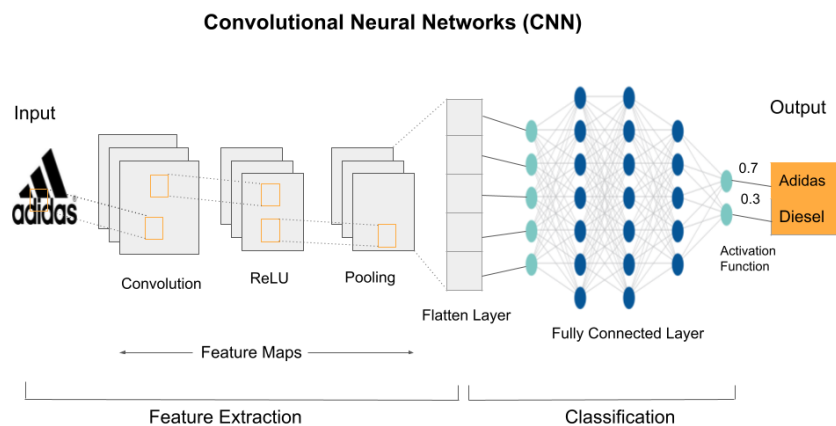 Convolutional Neural Networks (CNN)
Input
Output
adidas®
0.7
Adidas
0.3
Diesel
Activation
Function
Convolution
ReLU
Pooling
Flatten Layer
Fully Connected Layer
Feature Maps
Feature Extraction
Classification